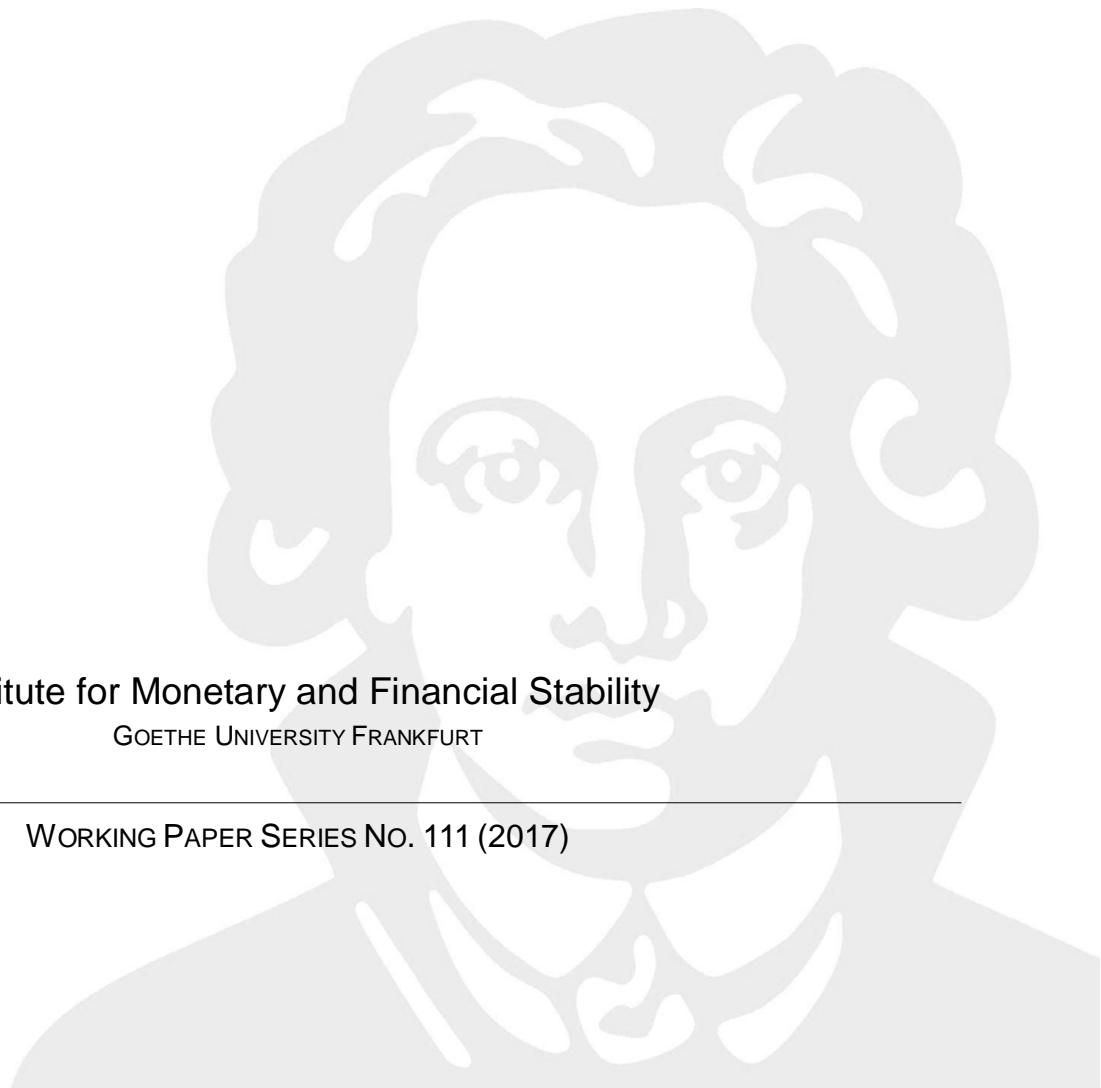 itute for Monetary and Financial Stability
GOETHE UNIVERSITY FRANKFURT
WORKING PAPER SERIES NO. 111 (2017)